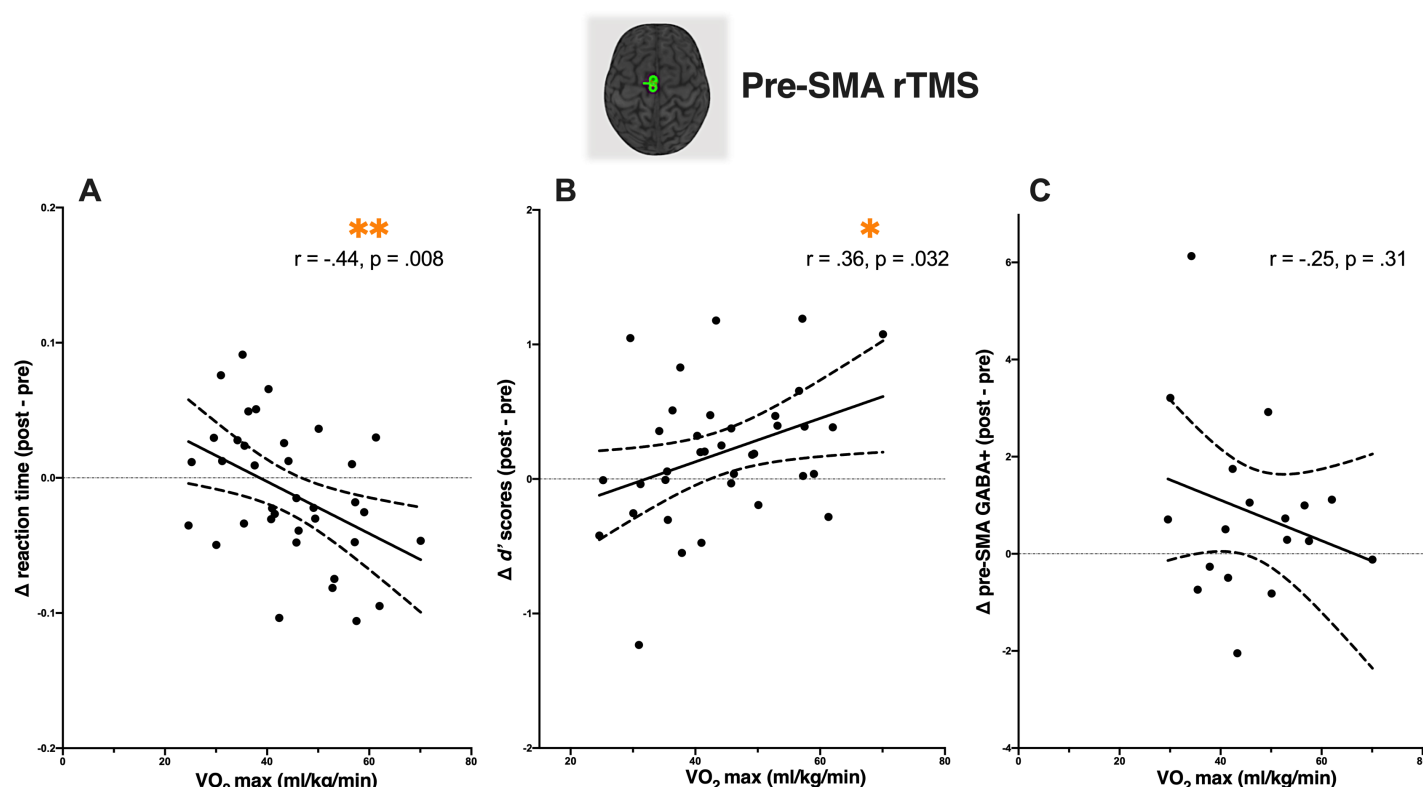 Pre-SMA rTMS
A
**
r = -.44, p = .008
Δ reaction time (post - pre)
0.2
0.1
0.0
-0.1
-0.2
0
20
40
60
80
VO2 max (ml/kg/min)
B
*
r = .36, p = .032
Δ d' scores (post - pre)
2
1
0
-1
-2
20
40
60
80
VO2 max (ml/kg/min)
C
r = -.25, p = .31
Δ pre-SMA GABA+ (post - pre)
6
4
2
0
-2
-4
0
20
40
60
VO2 max (ml/kg/min)